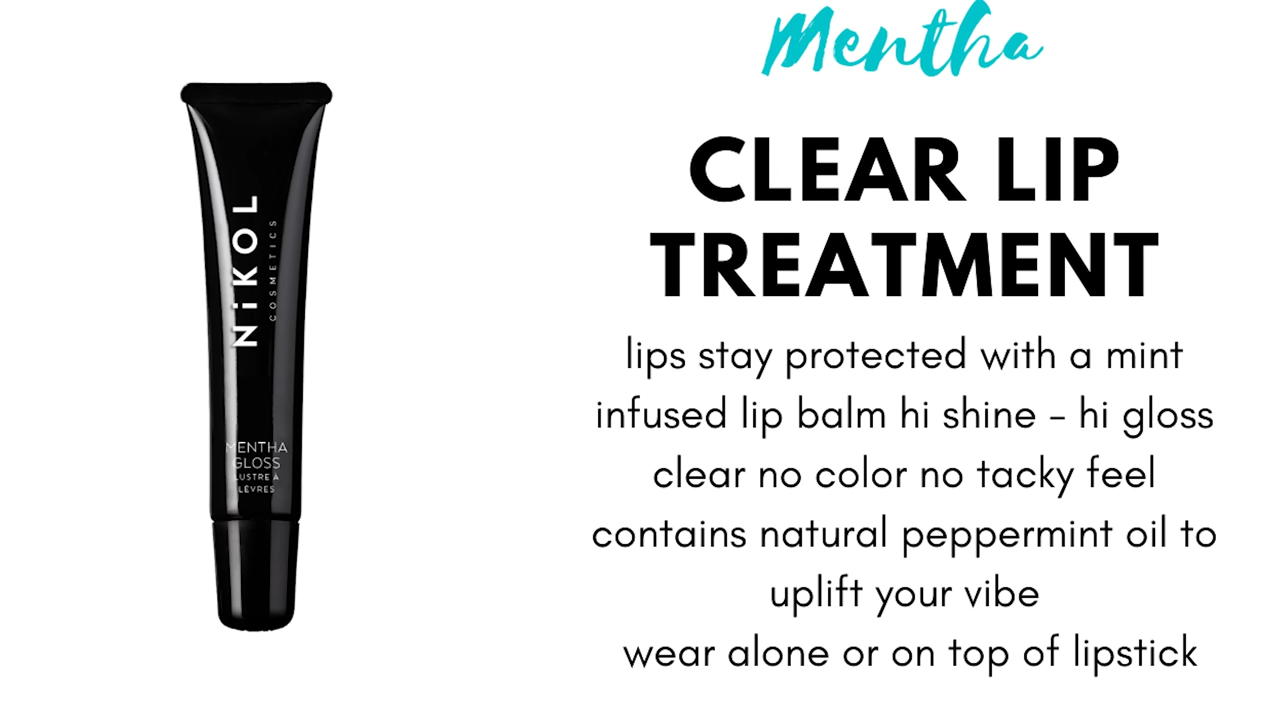 Mentha
CLEAR LIP
TREATMENT
lips stay protected with a mint
infused lip balm hi shine - hi gloss
clear no color no tacky feel
contains natural peppermint oil to
uplift your vibe
wear alone or on top of lipstick
NiKOL
COSMETICS
MENTHA
GLOSS
LUSTRE À
LÈVRES